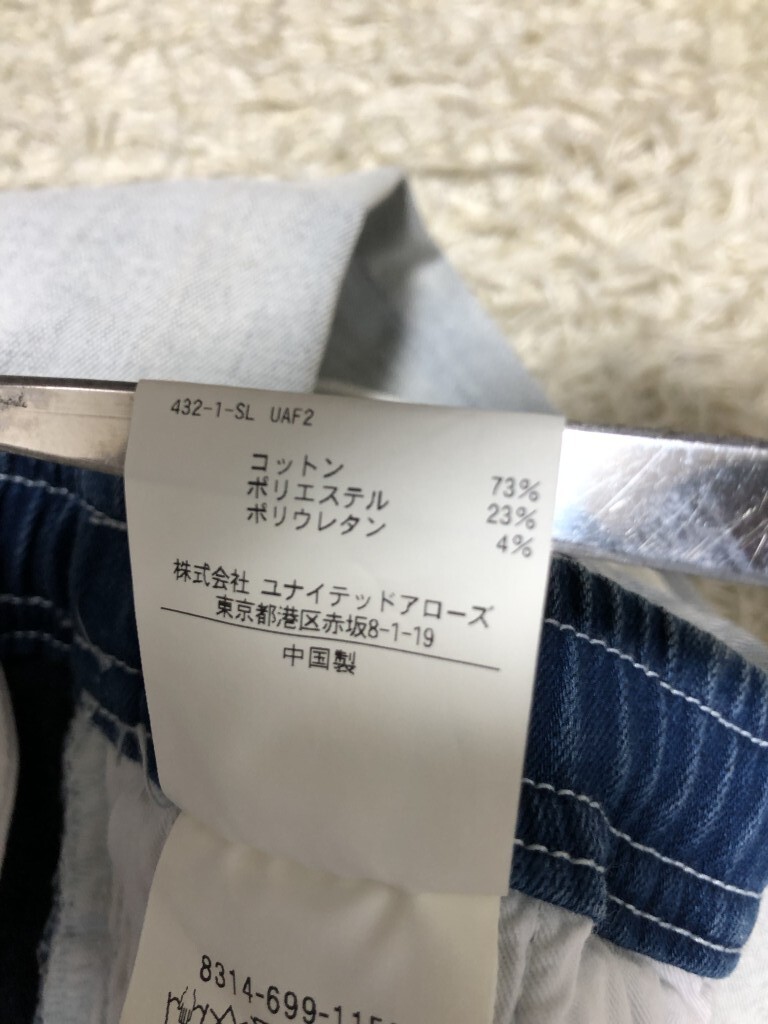 432-1-SL UAF2
コットン 73%
ポリエステル 23%
ポリウレタン 4%
株式会社 ユナイテッドアローズ
東京都港区赤坂8-1-19
中国製